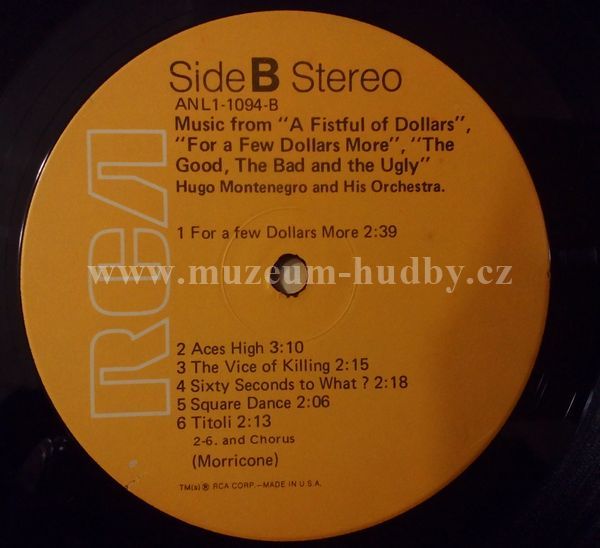 Side B Stereo
ANL1-1094-B
Music from "A Fistful of Dollars",
"For a Few Dollars More", "The
Good, The Bad and the Ugly"
Hugo Montenegro and His Orchestra.
1 For a few Dollars More 2:39
www.muzeum-hudby.cz
RCA
2 Aces High 3:10
3 The Vice of Killing 2:15
4 Sixty Seconds to What ? 2:18
5 Square Dance 2:06
6 Titoli 2:13
2-6. and Chorus
(Morricone)
TM(s) ® RCA CORP.—MADE IN U.S.A.